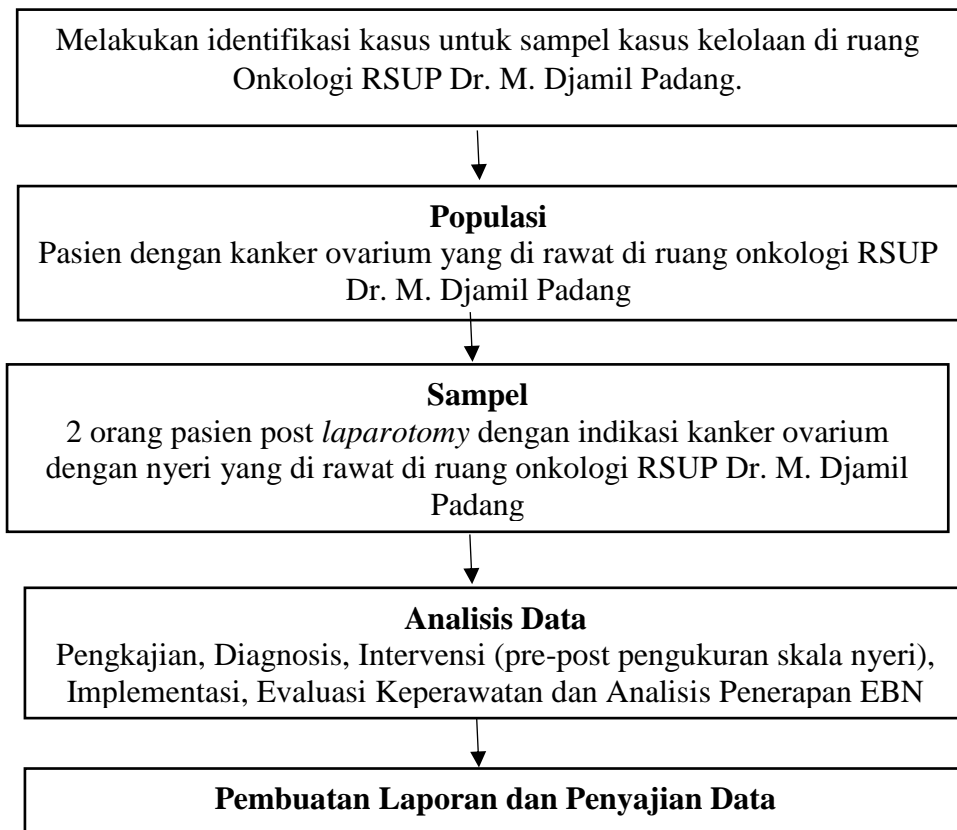 Melakukan identifikasi kasus untuk sampel kasus kelolaan di ruang
Onkologi RSUP Dr. M. Djamil Padang.
Populasi
Pasien dengan kanker ovarium yang di rawat di ruang onkologi RSUP
Dr. M. Djamil Padang
Sampel
2 orang pasien post laparotomy dengan indikasi kanker ovarium
dengan nyeri yang di rawat di ruang onkologi RSUP Dr. M. Djamil
Padang
Analisis Data
Pengkajian, Diagnosis, Intervensi (pre-post pengukuran skala nyeri),
Implementasi, Evaluasi Keperawatan dan Analisis Penerapan EBN
Pembuatan Laporan dan Penyajian Data